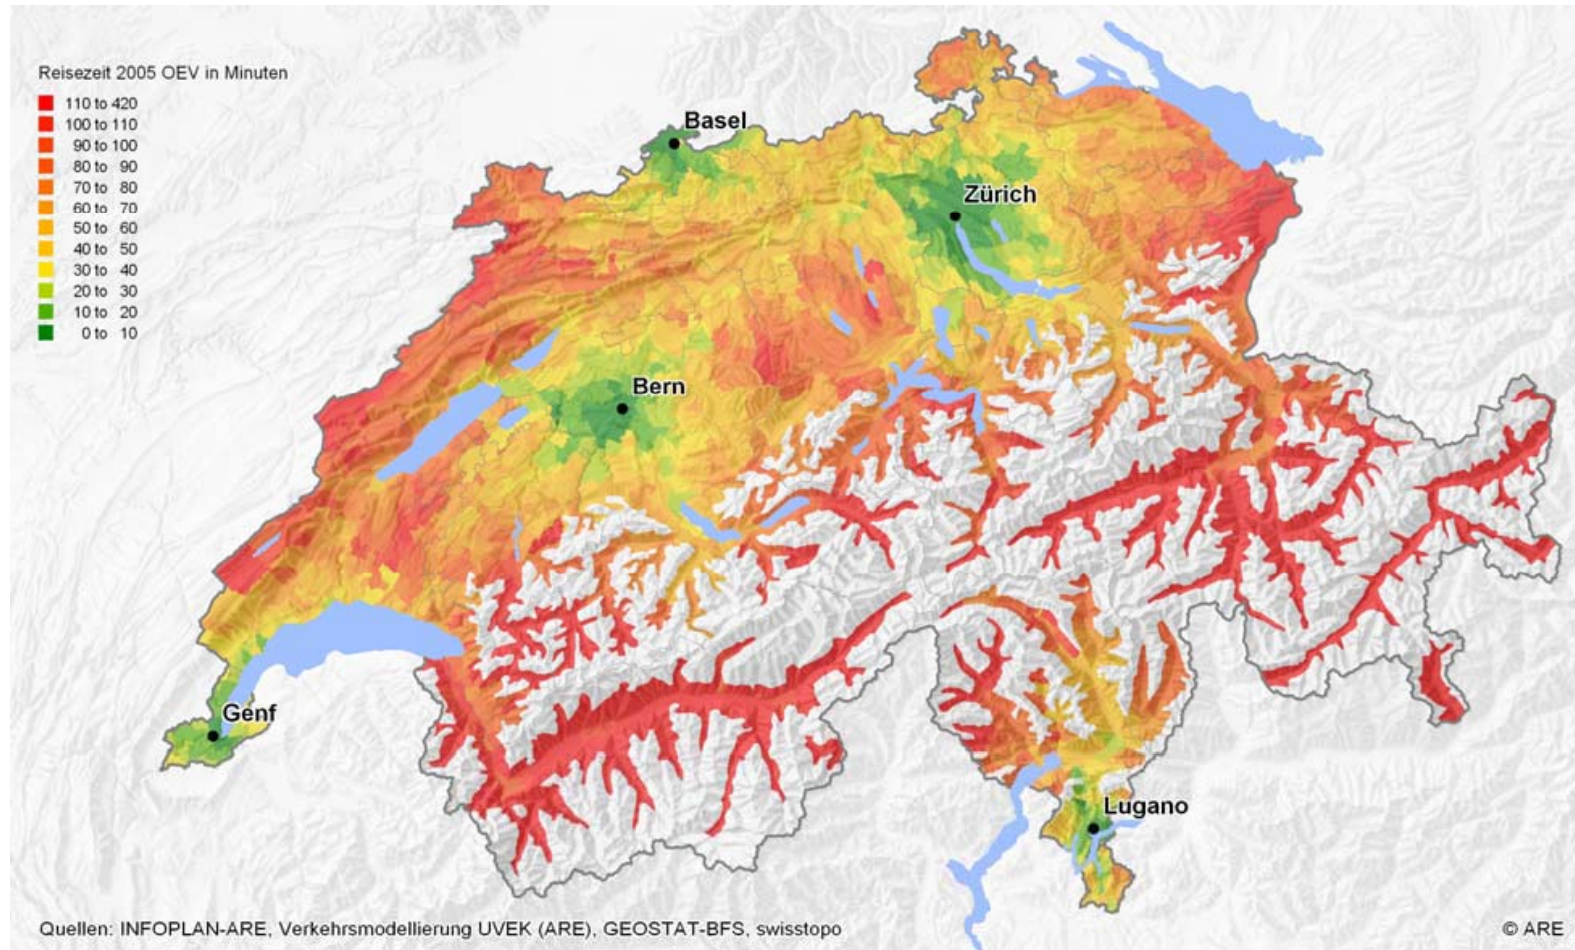 Reisezeit 2005 OEV in Minuten
110 to 420
100 to 110
90 to 100
80 to 90
70 to 80
60 to 70
50 to 60
40 to 50
30 to 40
20 to 30
10 to 20
0 to 10
Basel
Zürich
Bern
Genf
Lugano
Quellen: INFOPLAN-ARE, Verkehrsmodellierung UVEK (ARE), GEOSTAT-BFS, swisstopo
© ARE